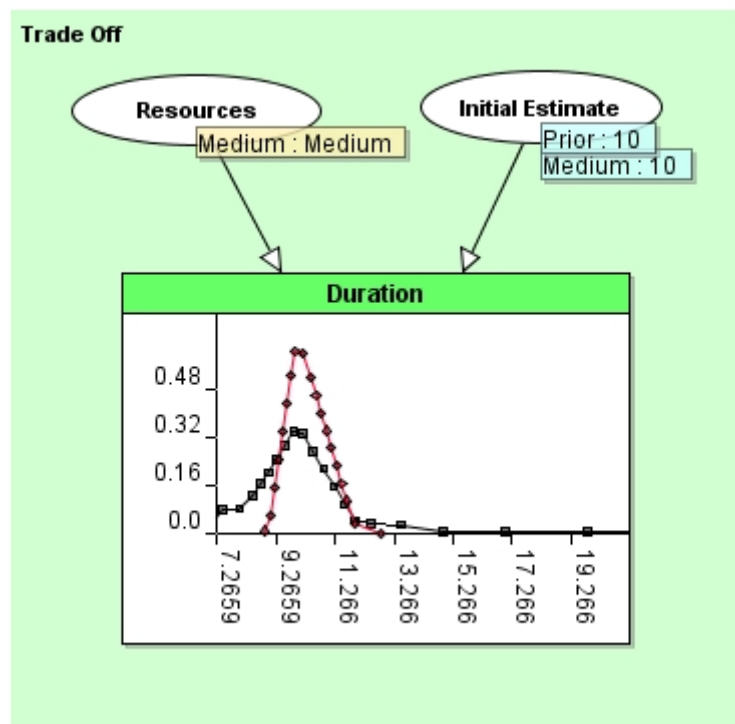 Trade Off
Resources
Initial Estimate
Medium : Medium
Prior : 10
Medium : 10
Duration
0.48
0.32
0.16
0.0
7.2659
9.2659
11.266
13.266
15.266
17.266
19.266